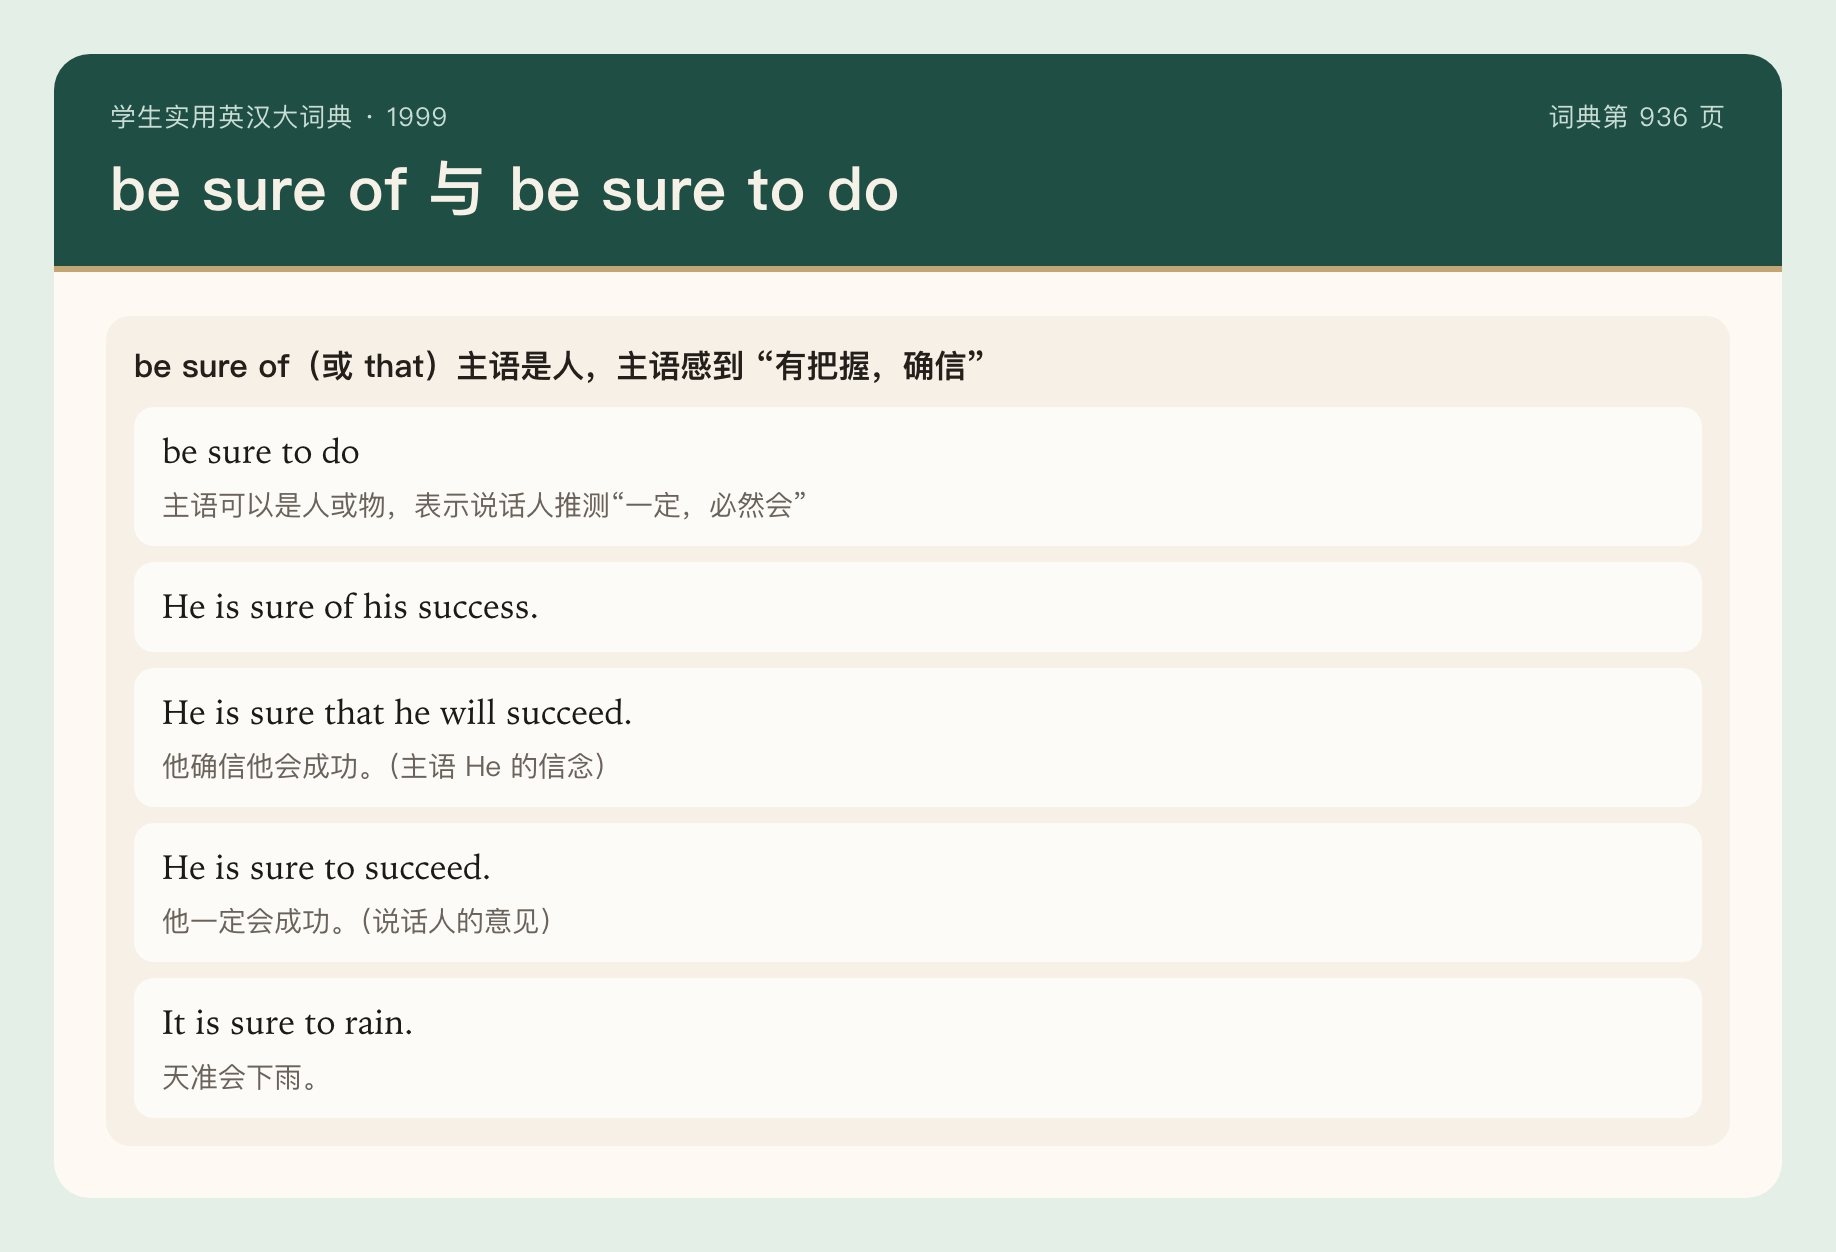 学生实用英汉大词典 · 1999
词典第 936 页
be sure of 与 be sure to do
be sure of（或 that）主语是人，主语感到 “有把握，确信”
be sure to do
主语可以是人或物，表示说话人推测“一定，必然会”
He is sure of his success.
He is sure that he will succeed.
他确信他会成功。（主语 He 的信念）
He is sure to succeed.
他一定会成功。（说话人的意见）
It is sure to rain.
天准会下雨。